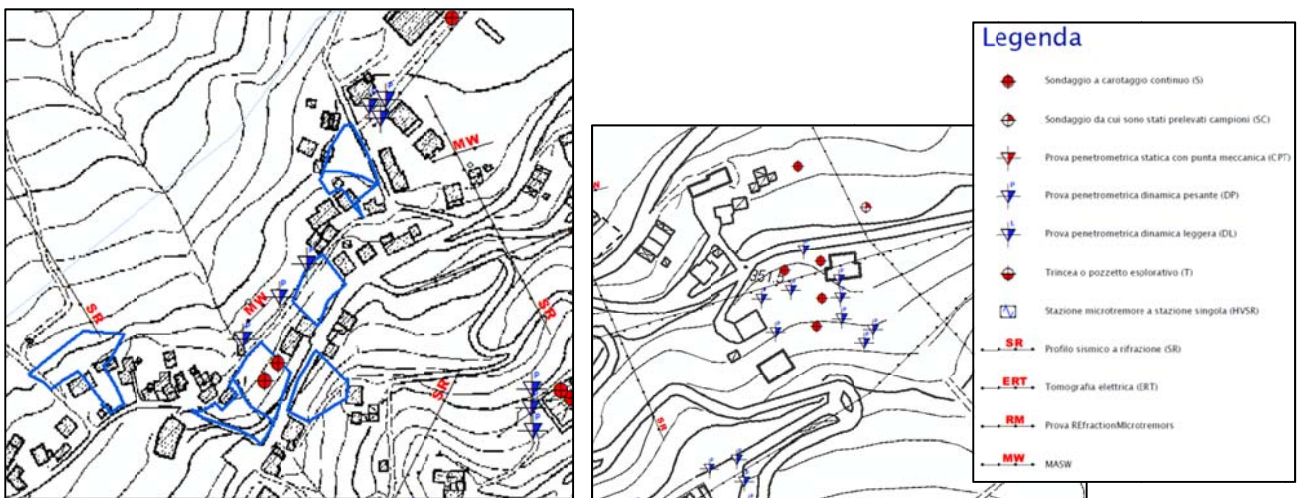 MW
SR
MW
SR
SR
351.5
SR
Legenda
Sondaggio a carotaggio continuo (S)
Sondaggio da cui sono stati prelevati campioni (SC)
Prova penetrometrica statica con punta meccanica (CPT)
Prova penetrometrica dinamica pesante (DP)
Prova penetrometrica dinamica leggera (DL)
Trincea o pozzetto esplorativo (T)
Stazione microtremore a stazione singola (HVSR)
SR Profilo sismico a rifrazione (SR)
ERT Tomografia elettrica (ERT)
RM Prova REfractionMIcrotremors
MW MASW